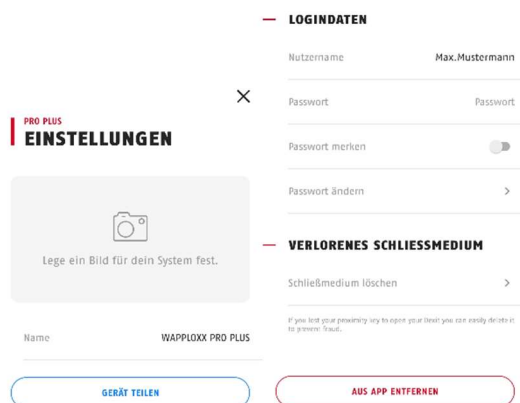 PRO PLUS
EINSTELLUNGEN
Lege ein Bild für dein System fest.
Name WAPPLOXX PRO PLUS
GERÄT TEILEN
LOGINDATEN
Nutzername Max.Mustermann
Passwort Passwort
Passwort merken
Passwort ändern
VERLORENES SCHLIESSMEDIUM
Schließmedium löschen
If you lost your proximity key to open your llexit you can easily delete it
to prevent fraud.
AUS APP ENTFERNEN